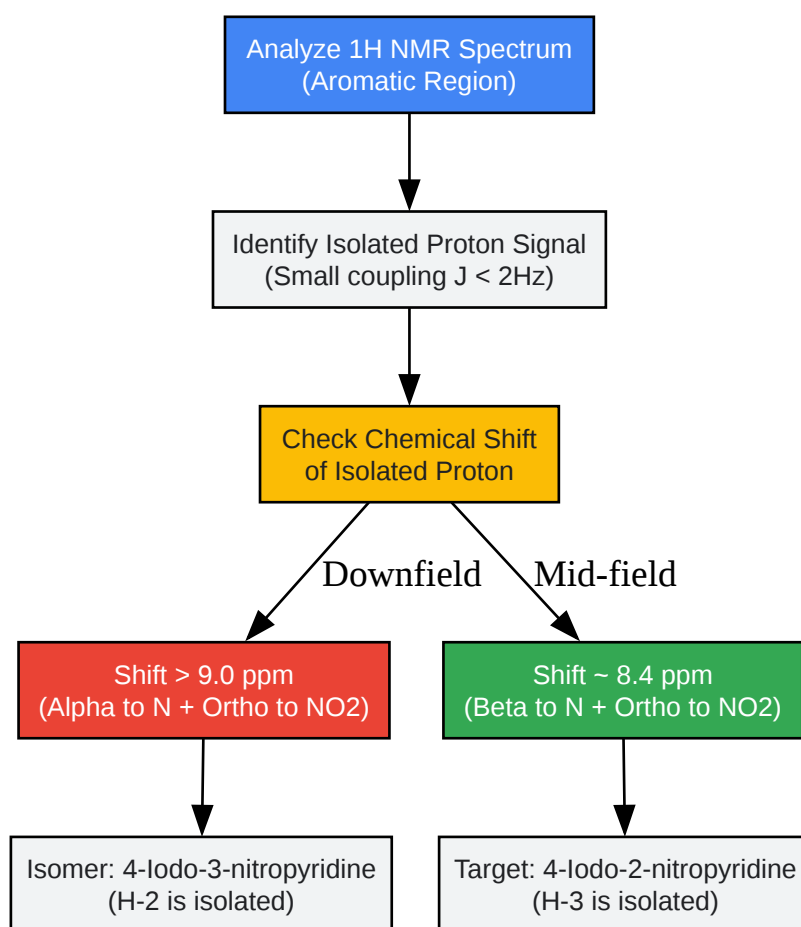 Analyze 1H NMR Spectrum
(Aromatic Region)
Identify Isolated Proton Signal
(Small coupling J < 2Hz)
Check Chemical Shift
of Isolated Proton
Downfield
Mid-field
Shift > 9.0 ppm
(Alpha to N + Ortho to NO2)
Shift ~ 8.4 ppm
(Beta to N + Ortho to NO2)
Isomer: 4-Iodo-3-nitropyridine
(H-2 is isolated)
Target: 4-Iodo-2-nitropyridine
(H-3 is isolated)